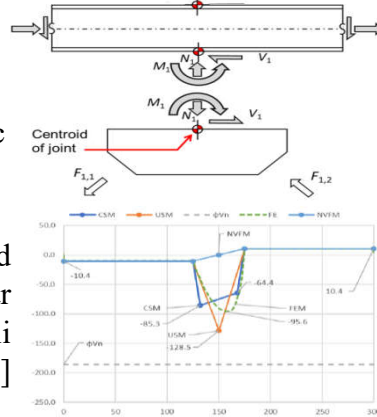 N₁ V₁
M₁
M₁
N₁ V₁
c
Centroid
of joint
F₁,₁ F₁,₂
CSM USM ϕVn FE NVFM
d
r
li
]
50.0
0.0
-50.0
-100.0
-150.0
-200.0
-250.0
NVFM
-10.4
10.4
-64.4
CSM
-85.3
FEM
-95.6
USM
-128.5
ϕVn
0 50 100 150 200 250 300